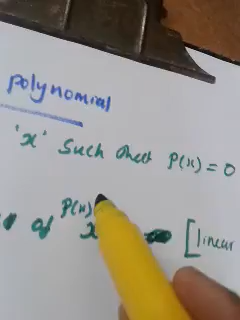 polynomial
'x' such that P(x) = 0
of P(x)
x [linear